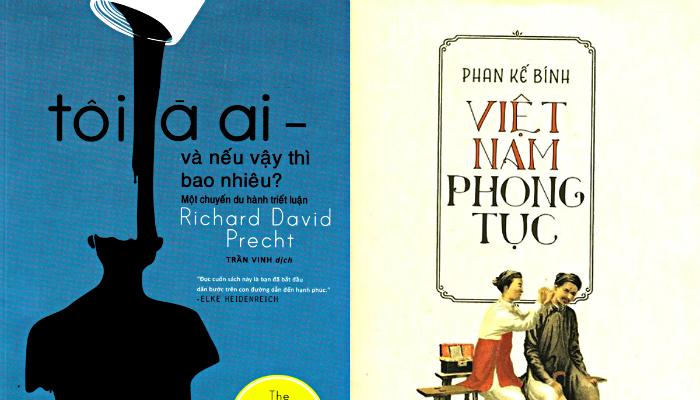 tôi là ai –
và nếu vậy thì
bao nhiêu?
Một chuyến du hành triết luận
Richard David
Precht
TRẦN VINH dịch
"Đọc cuốn sách này là bạn đã bắt đầu
dấn bước trên con đường dẫn đến hạnh phúc."
-ELKE HEIDENREICH
The
PHAN KẾ BÍNH
VIỆT
NAM
PHONG
TỤC